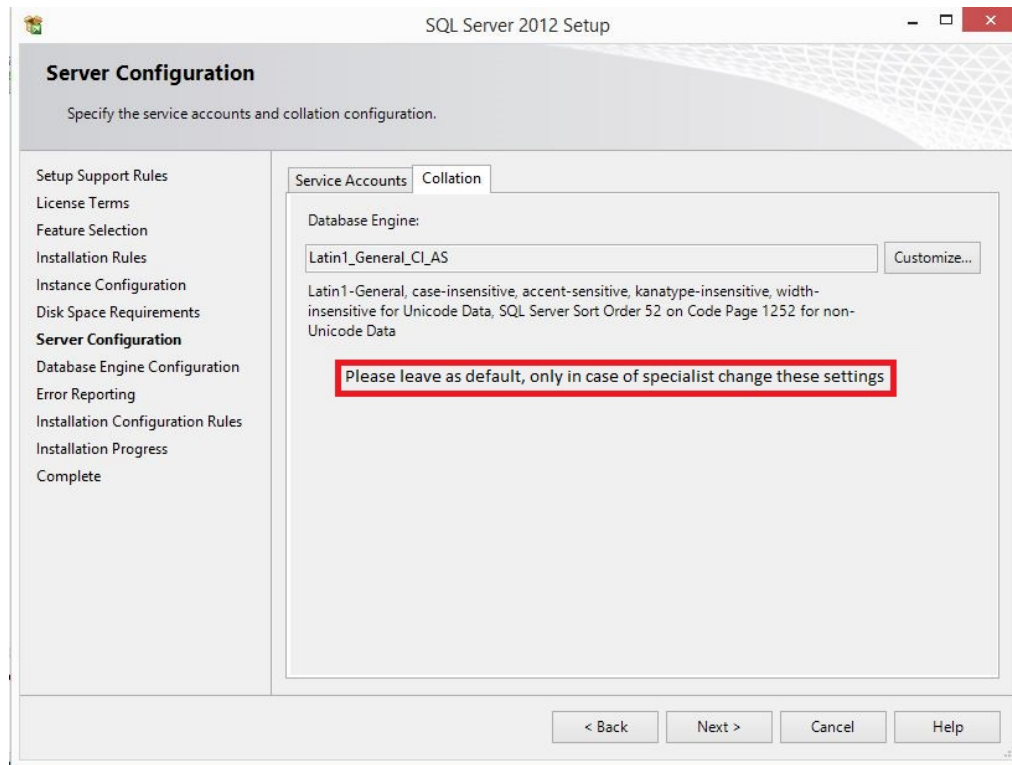 SQL Server 2012 Setup
Server Configuration
Specify the service accounts and collation configuration.
Setup Support Rules
License Terms
Feature Selection
Installation Rules
Instance Configuration
Disk Space Requirements
Server Configuration
Database Engine Configuration
Error Reporting
Installation Configuration Rules
Installation Progress
Complete
Service Accounts Collation
Database Engine:
Latin1_General_CI_AS Customize...
Latin1-General, case-insensitive, accent-sensitive, kanatype-insensitive, width-
insensitive for Unicode Data, SQL Server Sort Order 52 on Code Page 1252 for non-
Unicode Data
Please leave as default, only in case of specialist change these settings
< Back Next > Cancel Help